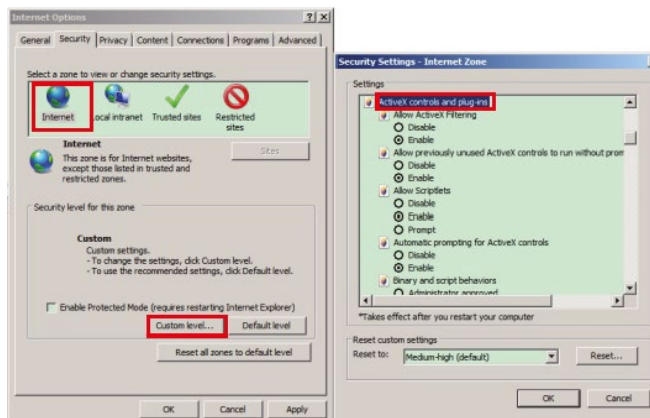 Internet Options
General Security Privacy Content Connections Programs Advanced
Select a zone to view or change security settings.
Internet Local intranet Trusted sites Restricted
sites
Internet
This zone is for Internet websites,
except those listed in trusted and
restricted zones.
Sites
Security level for this zone
Custom
Custom settings.
- To change the settings, click Custom level.
- To use the recommended settings, click Default level.
Enable Protected Mode (requires restarting Internet Explorer)
Custom level... Default level
Reset all zones to default level
OK Cancel Apply
Security Settings - Internet Zone
Settings
ActiveX controls and plug-ins
Allow ActiveX Filtering
Disable
Enable
Allow previously unused ActiveX controls to run without prom
Disable
Enable
Allow Scriptlets
Disable
Enable
Prompt
Automatic prompting for ActiveX controls
Disable
Enable
Binary and script behaviors
Administrator approved
*Takes effect after you restart your computer
Reset custom settings
Reset to: Medium-high (default) Reset...
OK Cancel